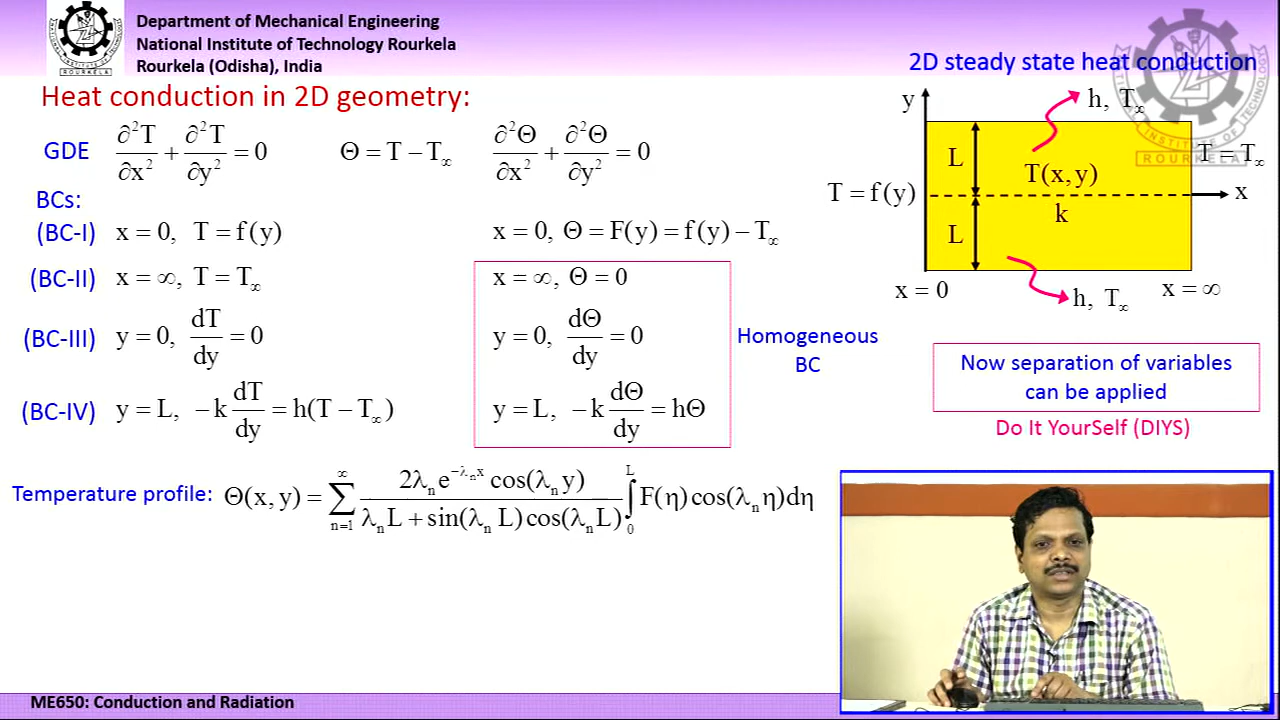 Department of Mechanical Engineering
National Institute of Technology Rourkela
Rourkela (Odisha), India
2D steady state heat conduction
Heat conduction in 2D geometry:
GDE ∂²T/∂x² + ∂²T/∂y² = 0 Θ = T − T∞ ∂²Θ/∂x² + ∂²Θ/∂y² = 0
BCs:
(BC-I) x = 0, T = f(y) x = 0, Θ = F(y) = f(y) − T∞
(BC-II) x = ∞, T = T∞ x = ∞, Θ = 0
(BC-III) y = 0, dT/dy = 0 y = 0, dΘ/dy = 0
(BC-IV) y = L, −k dT/dy = h(T − T∞) y = L, −k dΘ/dy = hΘ
Homogeneous
BC
Temperature profile: Θ(x, y) = ∑_{n=1}^{∞} 2λₙe^{−λₙx} cos(λₙy) / (λₙL + sin(λₙL)cos(λₙL)) ∫₀^L F(η)cos(λₙη)dη
y
h, T∞
L
T = T∞
T(x, y)
T = f(y)
x
k
L
x = 0
h, T∞
x = ∞
Now separation of variables
can be applied
Do It YourSelf (DIYS)
ME650: Conduction and Radiation